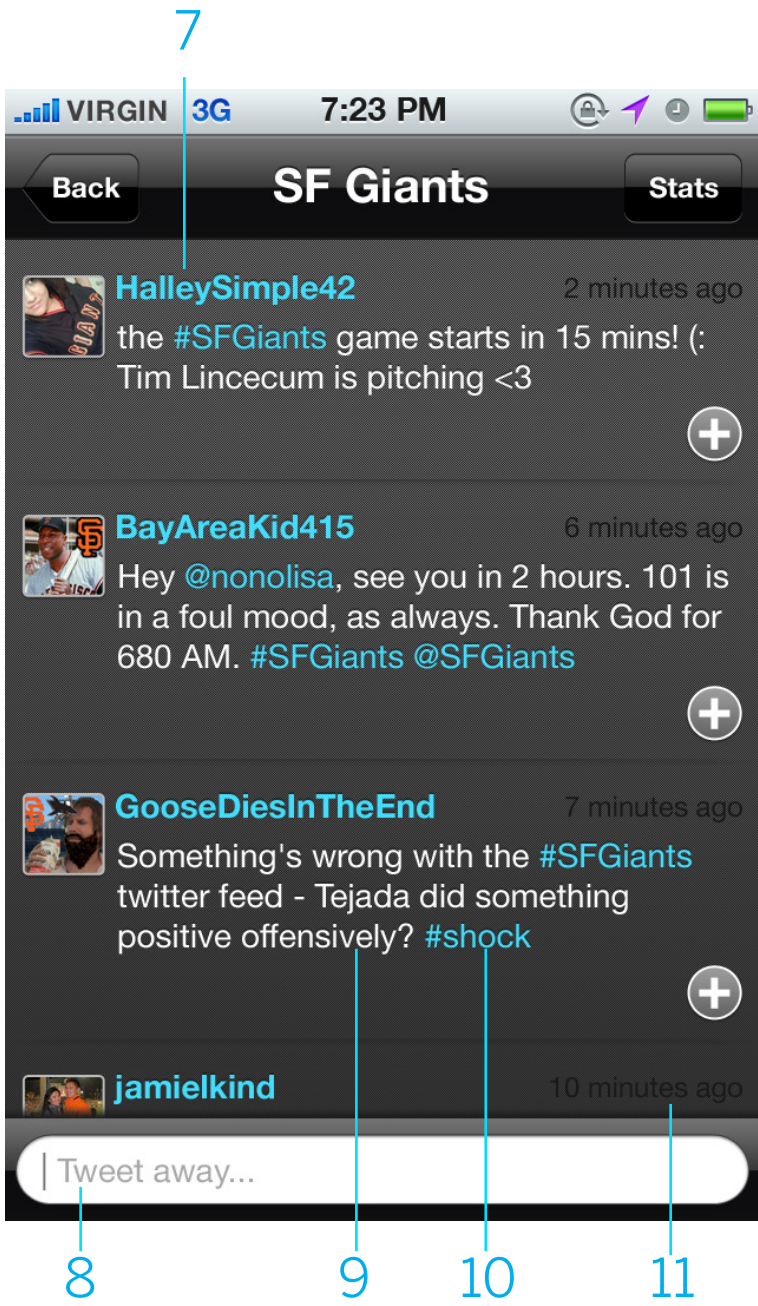 7
VIRGIN 3G 7:23 PM
Back SF Giants Stats
HalleySimple42 2 minutes ago
the #SFGiants game starts in 15 mins! (:
Tim Lincecum is pitching <3
BayAreaKid415 6 minutes ago
Hey @nonolisa, see you in 2 hours. 101 is
in a foul mood, as always. Thank God for
680 AM. #SFGiants @SFGiants
GooseDiesInTheEnd 7 minutes ago
Something's wrong with the #SFGiants
twitter feed - Tejada did something
positive offensively? #shock
jamielkind 10 minutes ago
Tweet away...
8 9 10 11